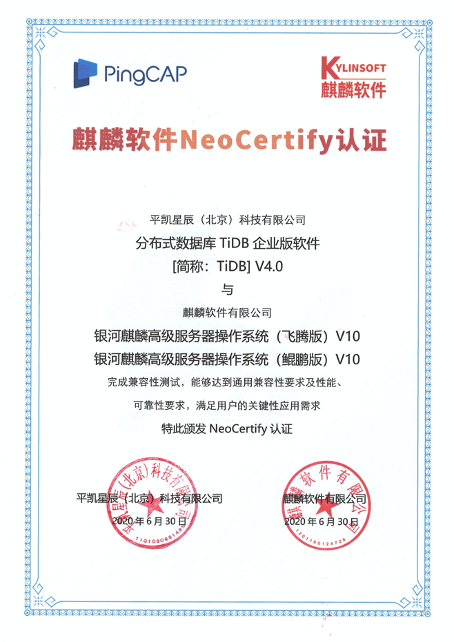 PingCAP
KYLINSOFT
麒麟软件
麒麟软件NeoCertify认证
平凯星辰（北京）科技有限公司
分布式数据库 TiDB 企业版软件
[简称：TiDB] V4.0
与
麒麟软件有限公司
银河麒麟高级服务器操作系统（飞腾版）V10
银河麒麟高级服务器操作系统（鲲鹏版）V10
完成兼容性测试，能够达到通用兼容性要求及性能、
可靠性要求，满足用户的关键性应用需求
特此颁发 NeoCertify 认证
平凯星辰（北京）科技有限公司
2020 年 6 月 30 日
麒麟软件有限公司
2020 年 6 月 30 日
平凯星辰(北京)科技有限公司
麒麟软件有限公司